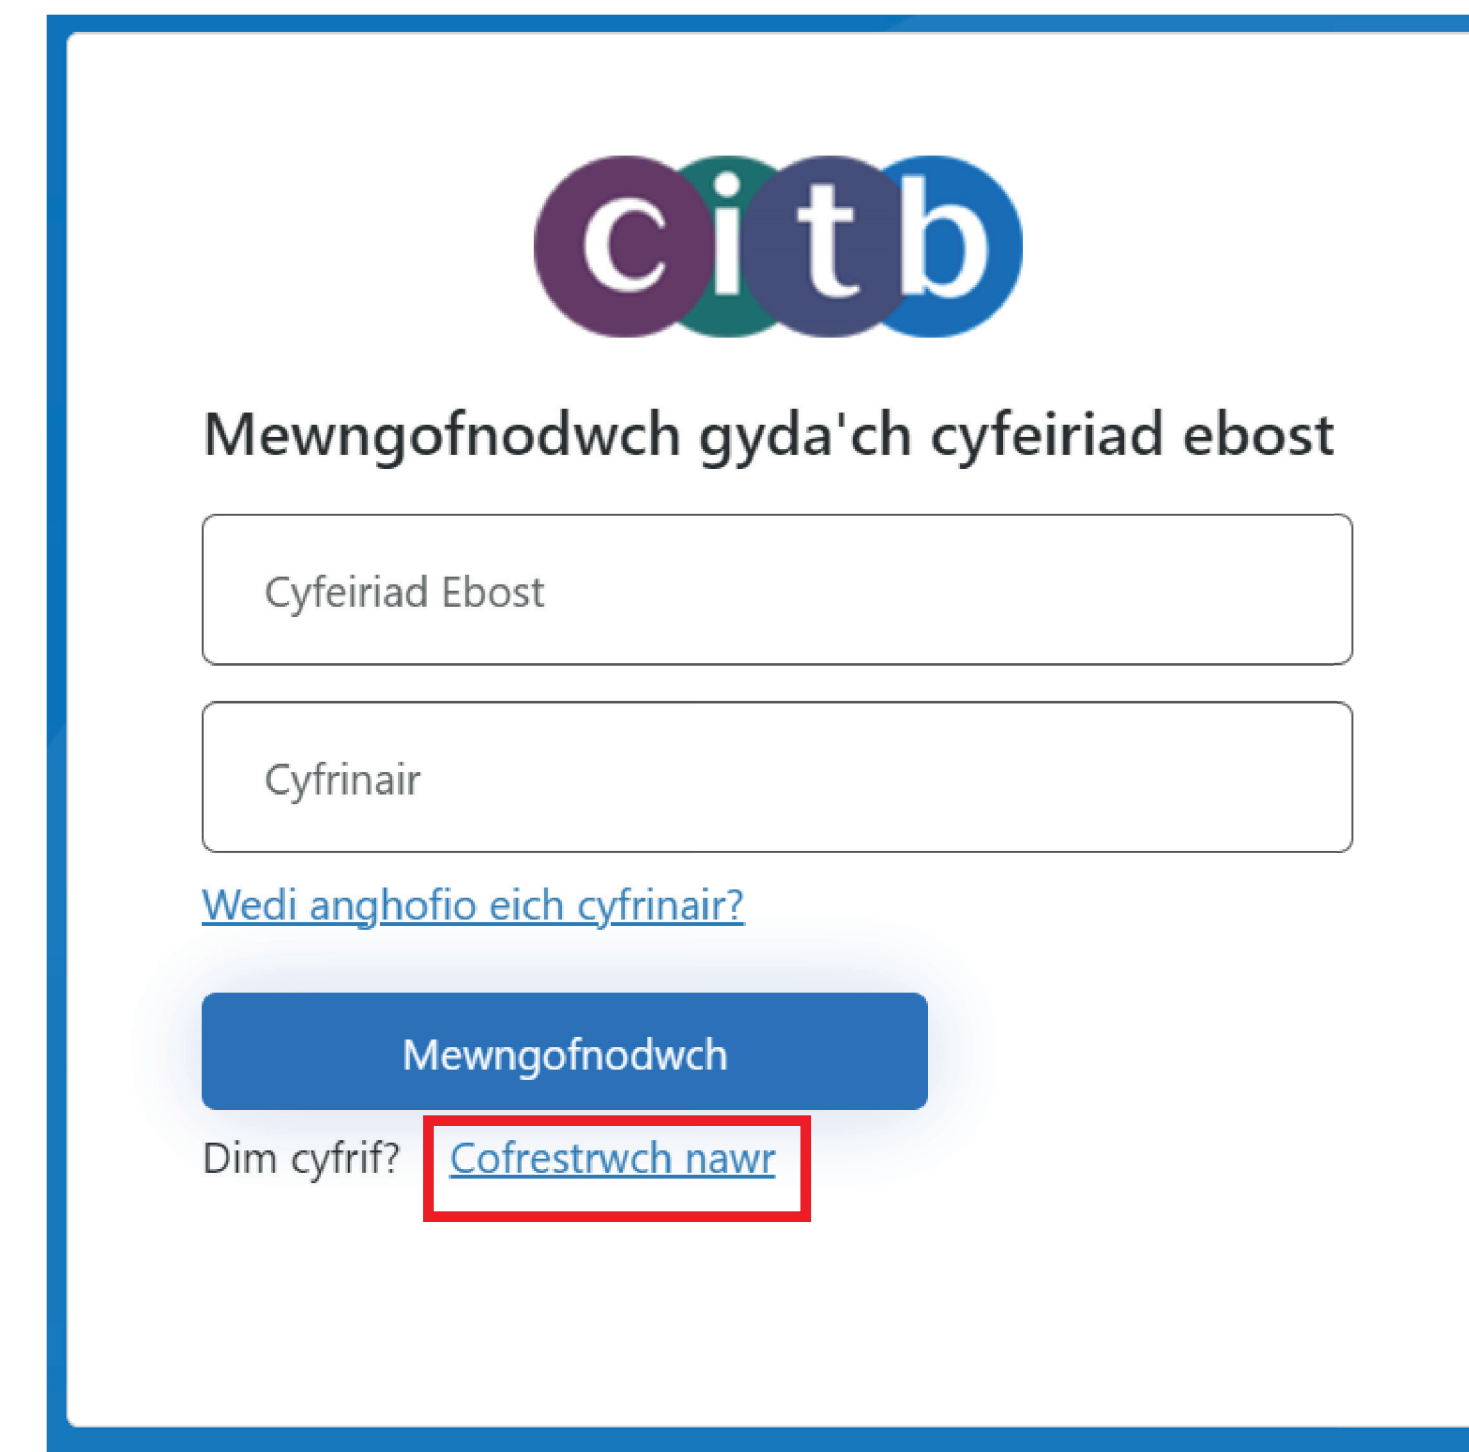 citb
Mewngofnodwch gyda'ch cyfeiriad ebost
Cyfeiriad Ebost
Cyfrinair
Wedi anghofio eich cyfrinair?
Mewngofnodwch
Dim cyfrif? Cofrestrwch nawr